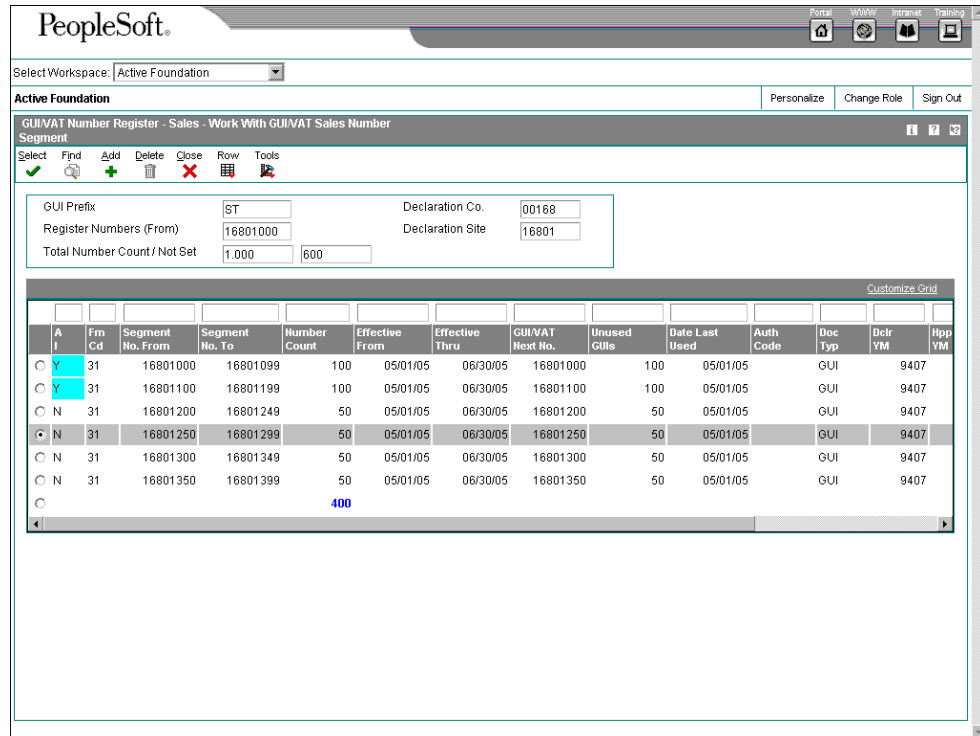 PeopleSoft®
Portal WWW Intranet Training
Select Workspace: Active Foundation
Active Foundation
Personalize Change Role Sign Out
GUI/VAT Number Register - Sales - Work With GUI/VAT Sales Number
Segment
Select Find Add Delete Close Row Tools
GUI Prefix ST Declaration Co. 00168
Register Numbers (From) 16801000 Declaration Site 16801
Total Number Count / Not Set 1.000 600
Customize Grid
A I Frn Cd Segment No. From Segment No. To Number Count Effective From Effective Thru GUI/VAT Next No. Unused GUIs Date Last Used Auth Code Doc Typ Dclr YM Hpp YM
Y 31 16801000 16801099 100 05/01/05 06/30/05 16801000 100 05/01/05 GUI 9407
Y 31 16801100 16801199 100 05/01/05 06/30/05 16801100 100 05/01/05 GUI 9407
N 31 16801200 16801249 50 05/01/05 06/30/05 16801200 50 05/01/05 GUI 9407
N 31 16801250 16801299 50 05/01/05 06/30/05 16801250 50 05/01/05 GUI 9407
N 31 16801300 16801349 50 05/01/05 06/30/05 16801300 50 05/01/05 GUI 9407
N 31 16801350 16801399 50 05/01/05 06/30/05 16801350 50 05/01/05 GUI 9407
400